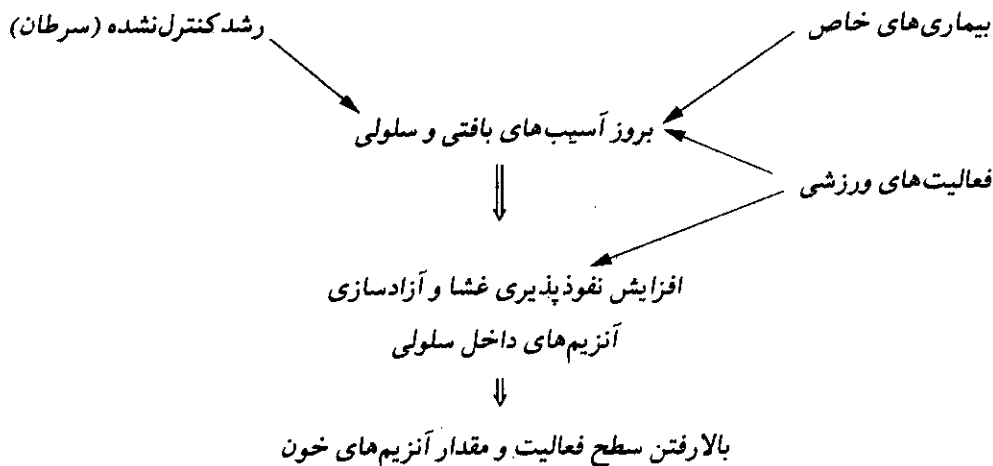 بیماری‌های خاص
رشد کنترل‌نشده (سرطان)
بروز آسیب‌های بافتی و سلولی
فعالیت‌های ورزشی
افزایش نفوذپذیری غشا و آزادسازی
آنزیم‌های داخل سلولی
بالارفتن سطح فعالیت و مقدار آنزیم‌های خون